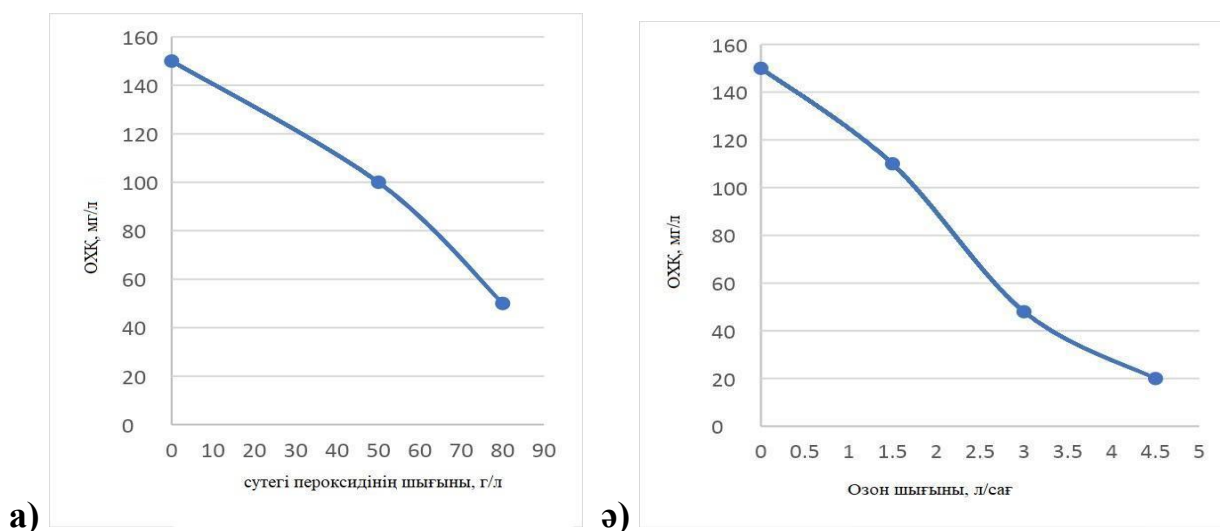 160
140
120
100
80
60
40
20
0
ОХҚ, мг/л
0 10 20 30 40 50 60 70 80 90
сутегі пероксидінің шығыны, г/л
а)
160
140
120
100
80
60
40
20
0
ОХҚ, мг/л
0 0.5 1 1.5 2 2.5 3 3.5 4 4.5 5
Озон шығыны, л/сағ
ә)